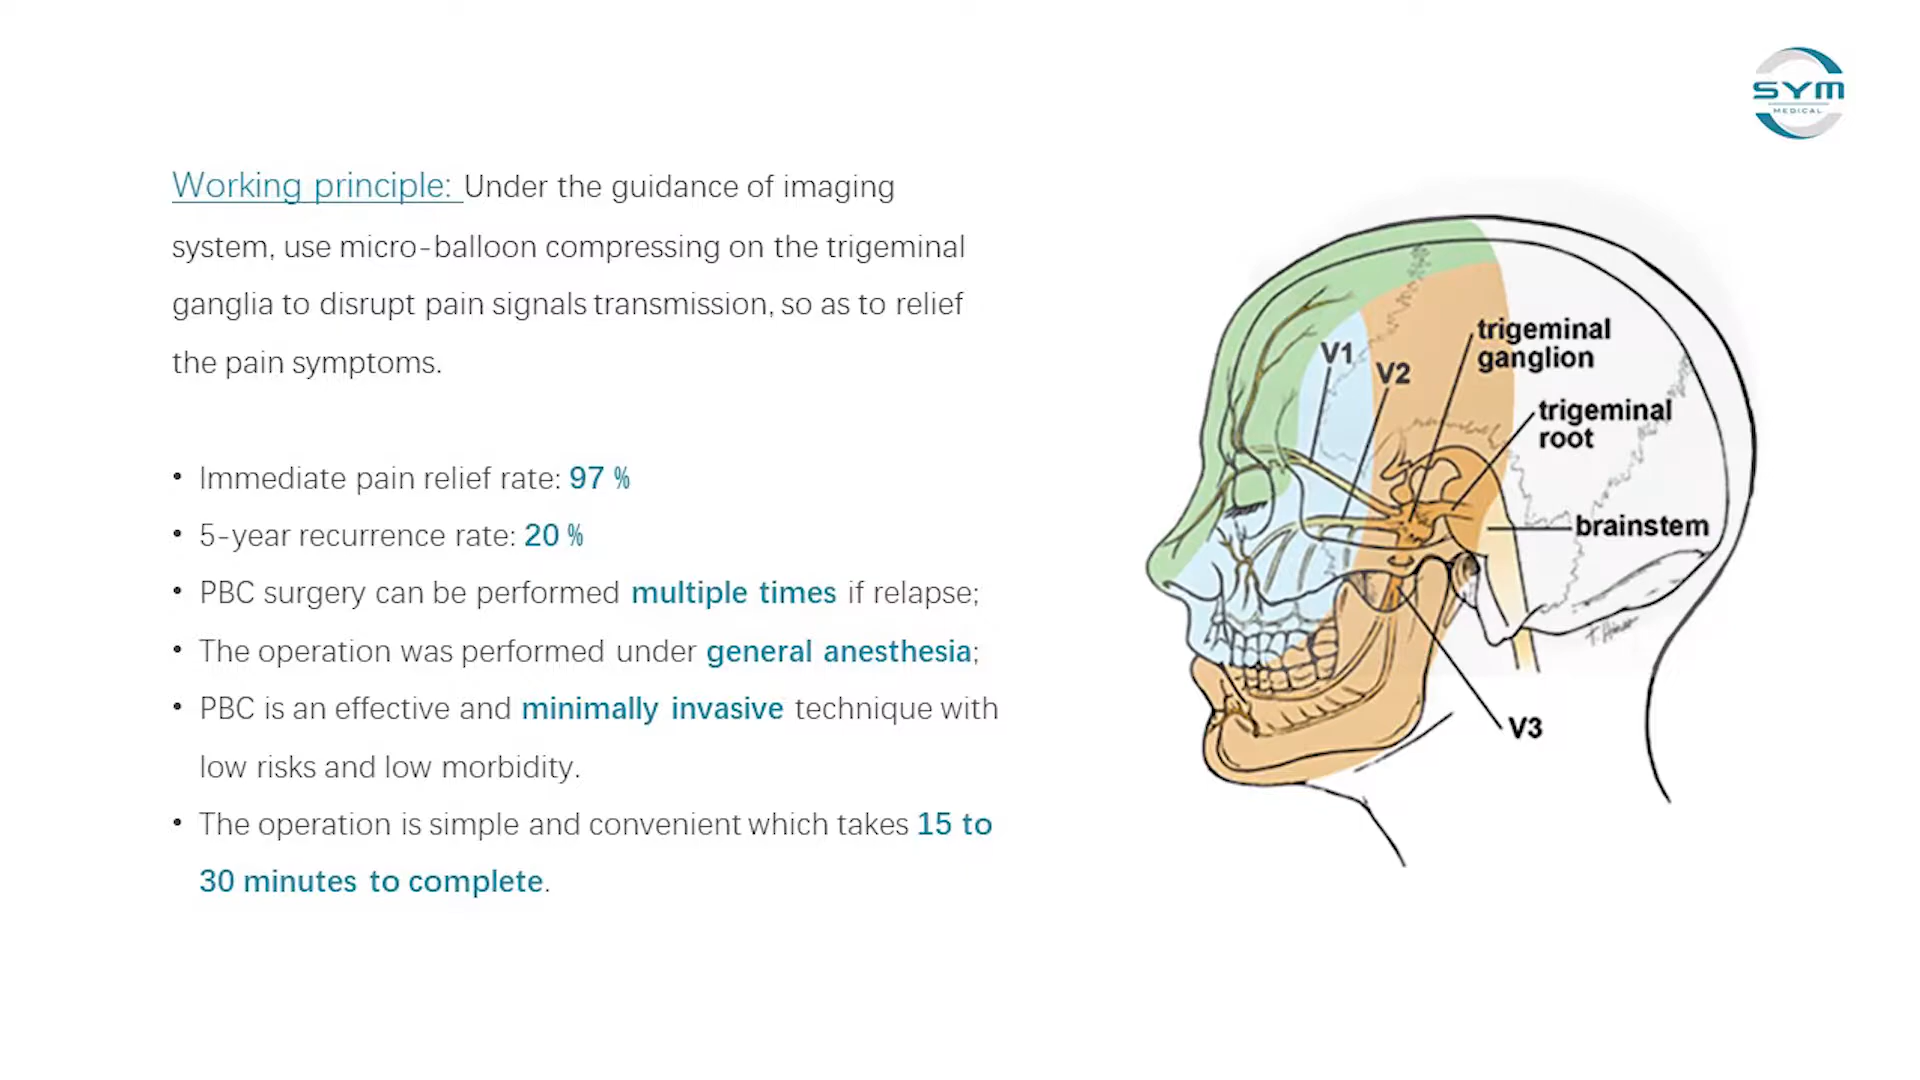 SYM
MEDICAL
Working principle: Under the guidance of imaging
system, use micro-balloon compressing on the trigeminal
ganglia to disrupt pain signals transmission, so as to relief
the pain symptoms.
• Immediate pain relief rate: 97 %
• 5-year recurrence rate: 20 %
• PBC surgery can be performed multiple times if relapse;
• The operation was performed under general anesthesia;
• PBC is an effective and minimally invasive technique with
low risks and low morbidity.
• The operation is simple and convenient which takes 15 to
30 minutes to complete.
V1
V2
trigeminal
ganglion
trigeminal
root
brainstem
V3